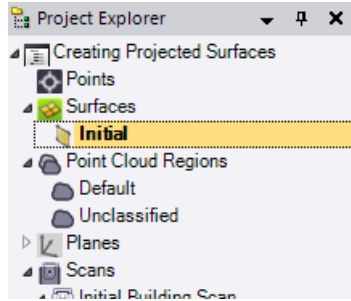 Project Explorer
Creating Projected Surfaces
Points
Surfaces
Initial
Point Cloud Regions
Default
Unclassified
Planes
Scans
Initial Building Scan